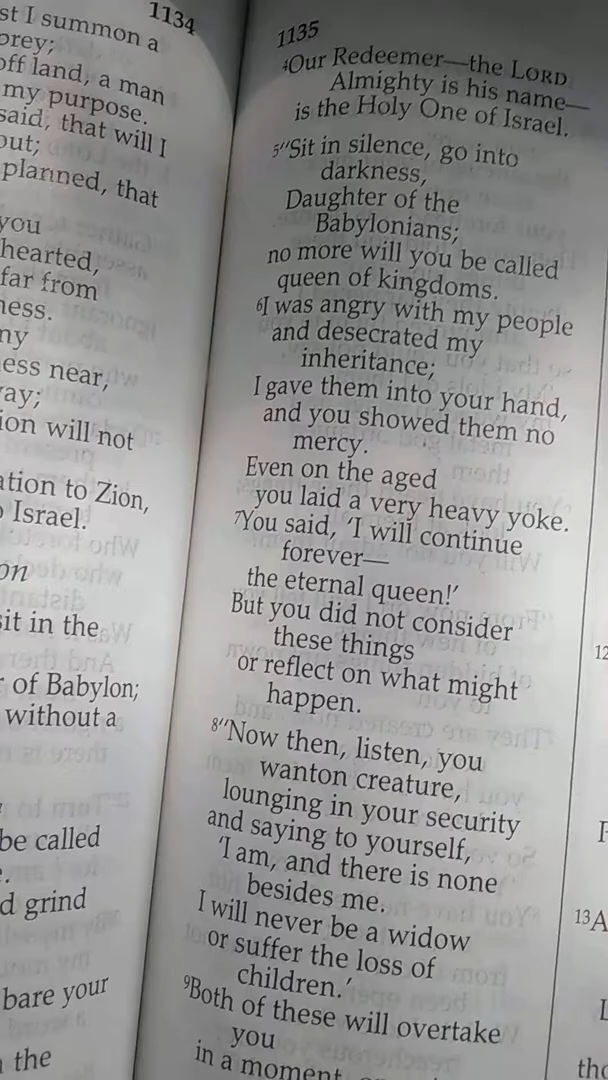 1134
st I summon a
prey;
off land, a man
my purpose.
said, that will I
out;
planned, that
you
hearted,
far from
ness.
ny
ess near,
vay;
ion will not
ation to Zion,
o Israel.
on
sit in the
r of Babylon;
without a
be called
e.
d grind
bare your
n the
1135
4Our Redeemer—the LORD
Almighty is his name—
is the Holy One of Israel.
5“Sit in silence, go into
darkness,
Daughter of the
Babylonians;
no more will you be called
queen of kingdoms.
6I was angry with my people
and desecrated my
inheritance;
I gave them into your hand,
and you showed them no
mercy.
Even on the aged
you laid a very heavy yoke.
7You said, ‘I will continue
forever—
the eternal queen!’
But you did not consider
these things
or reflect on what might
happen.
8“Now then, listen, you
wanton creature,
lounging in your security
and saying to yourself,
‘I am, and there is none
besides me.
I will never be a widow
or suffer the loss of
children.’
9Both of these will overtake
you
in a moment,
12
13A